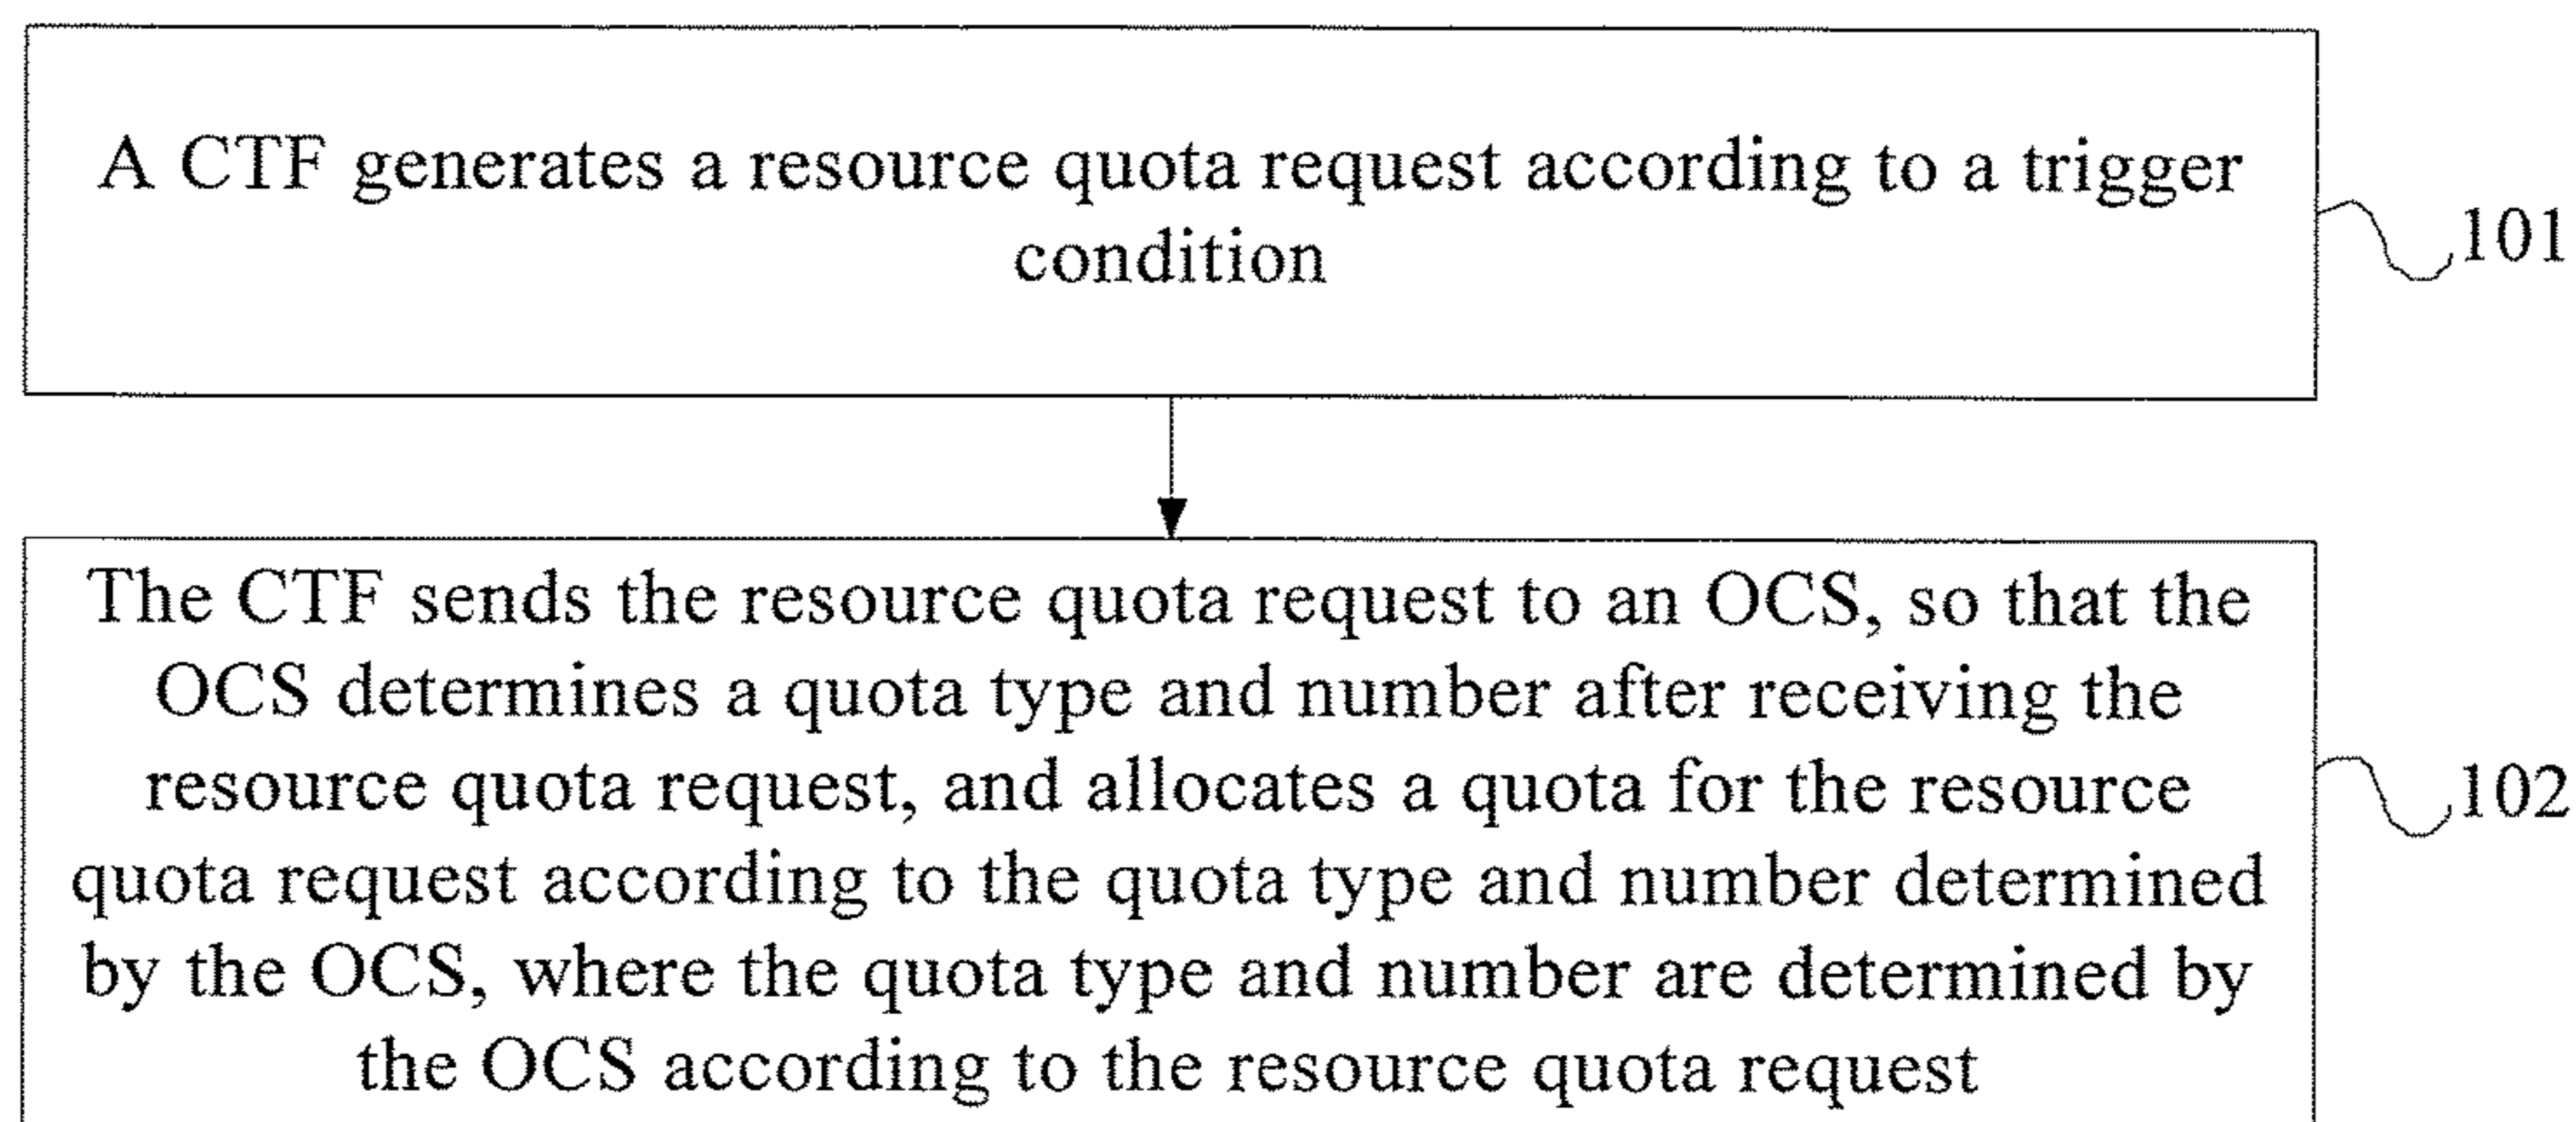 A CTF generates a resource quota request according to a trigger
condition
101
The CTF sends the resource quota request to an OCS, so that the
OCS determines a quota type and number after receiving the
resource quota request, and allocates a quota for the resource
quota request according to the quota type and number determined
by the OCS, where the quota type and number are determined by
the OCS according to the resource quota request
102